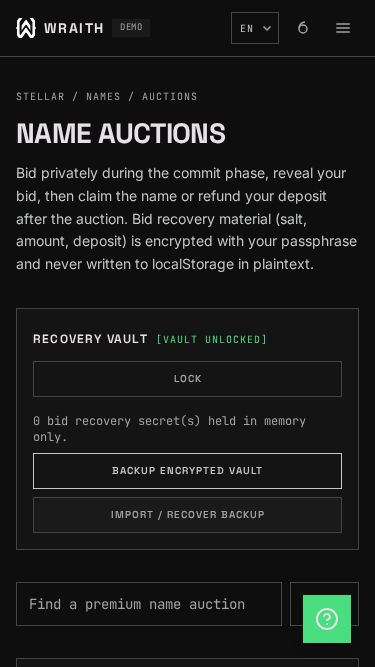 WRAITH DEMO EN
STELLAR / NAMES / AUCTIONS
NAME AUCTIONS
Bid privately during the commit phase, reveal your
bid, then claim the name or refund your deposit
after the auction. Bid recovery material (salt,
amount, deposit) is encrypted with your passphrase
and never written to localStorage in plaintext.
RECOVERY VAULT [VAULT UNLOCKED]
LOCK
0 bid recovery secret(s) held in memory
only.
BACKUP ENCRYPTED VAULT
IMPORT / RECOVER BACKUP
Find a premium name auction